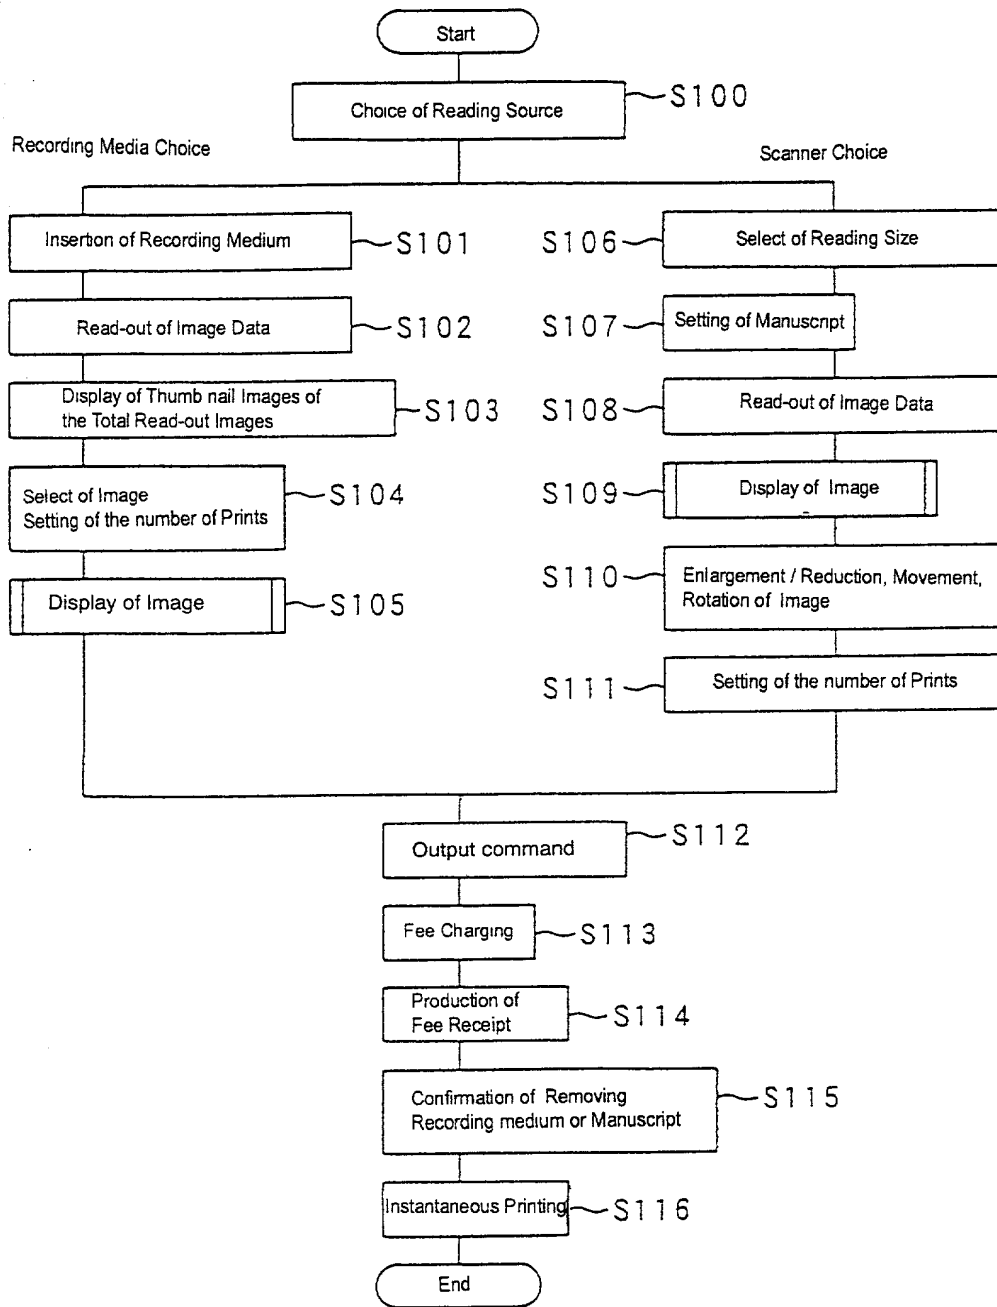 Start
Choice of Reading Source
S100
Recording Media Choice
Scanner Choice
Insertion of Recording Medium
S101
Read-out of Image Data
S102
Display of Thumb nail Images of
the Total Read-out Images
S103
Select of Image
Setting of the number of Prints
S104
Display of Image
S105
S106
Select of Reading Size
S107
Setting of Manuscript
S108
Read-out of Image Data
S109
Display of Image
S110
Enlargement / Reduction, Movement,
Rotation of Image
S111
Setting of the number of Prints
Output command
S112
Fee Charging
S113
Production of
Fee Receipt
S114
Confirmation of Removing
Recording medium or Manuscript
S115
Instantaneous Printing
S116
End